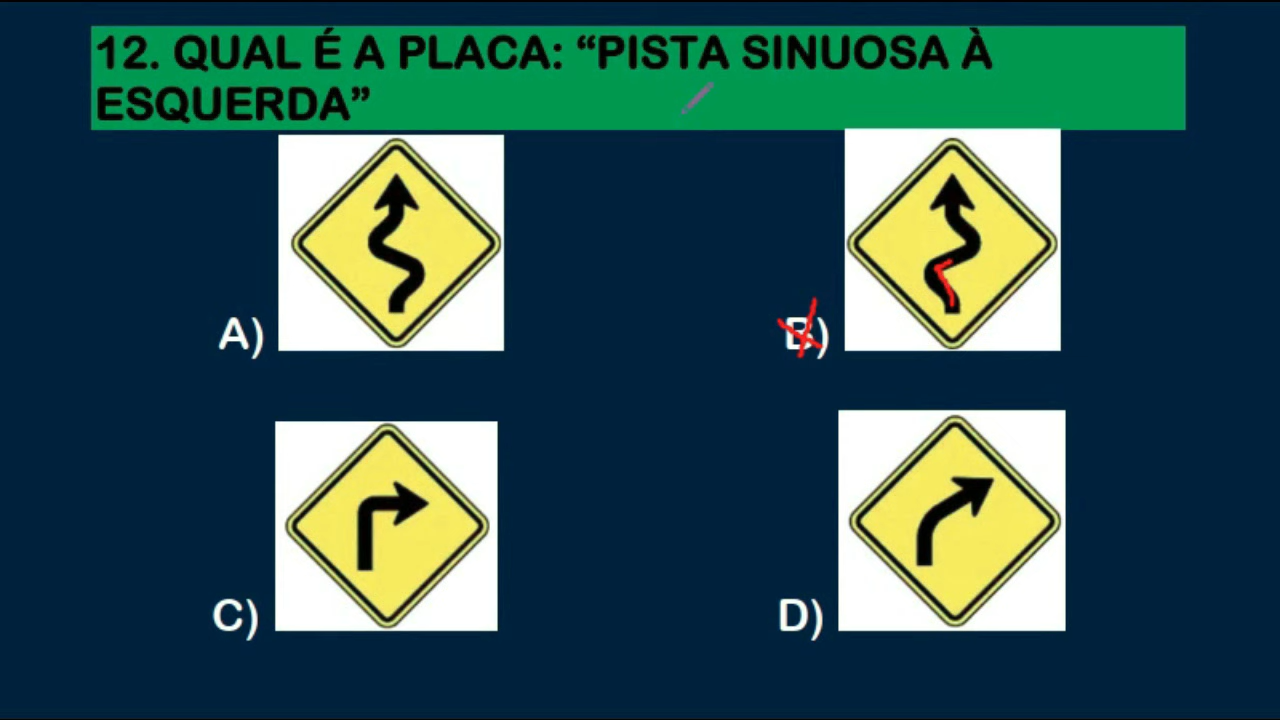 12. QUAL É A PLACA: “PISTA SINUOSA À
ESQUERDA”
A)
B)
C)
D)